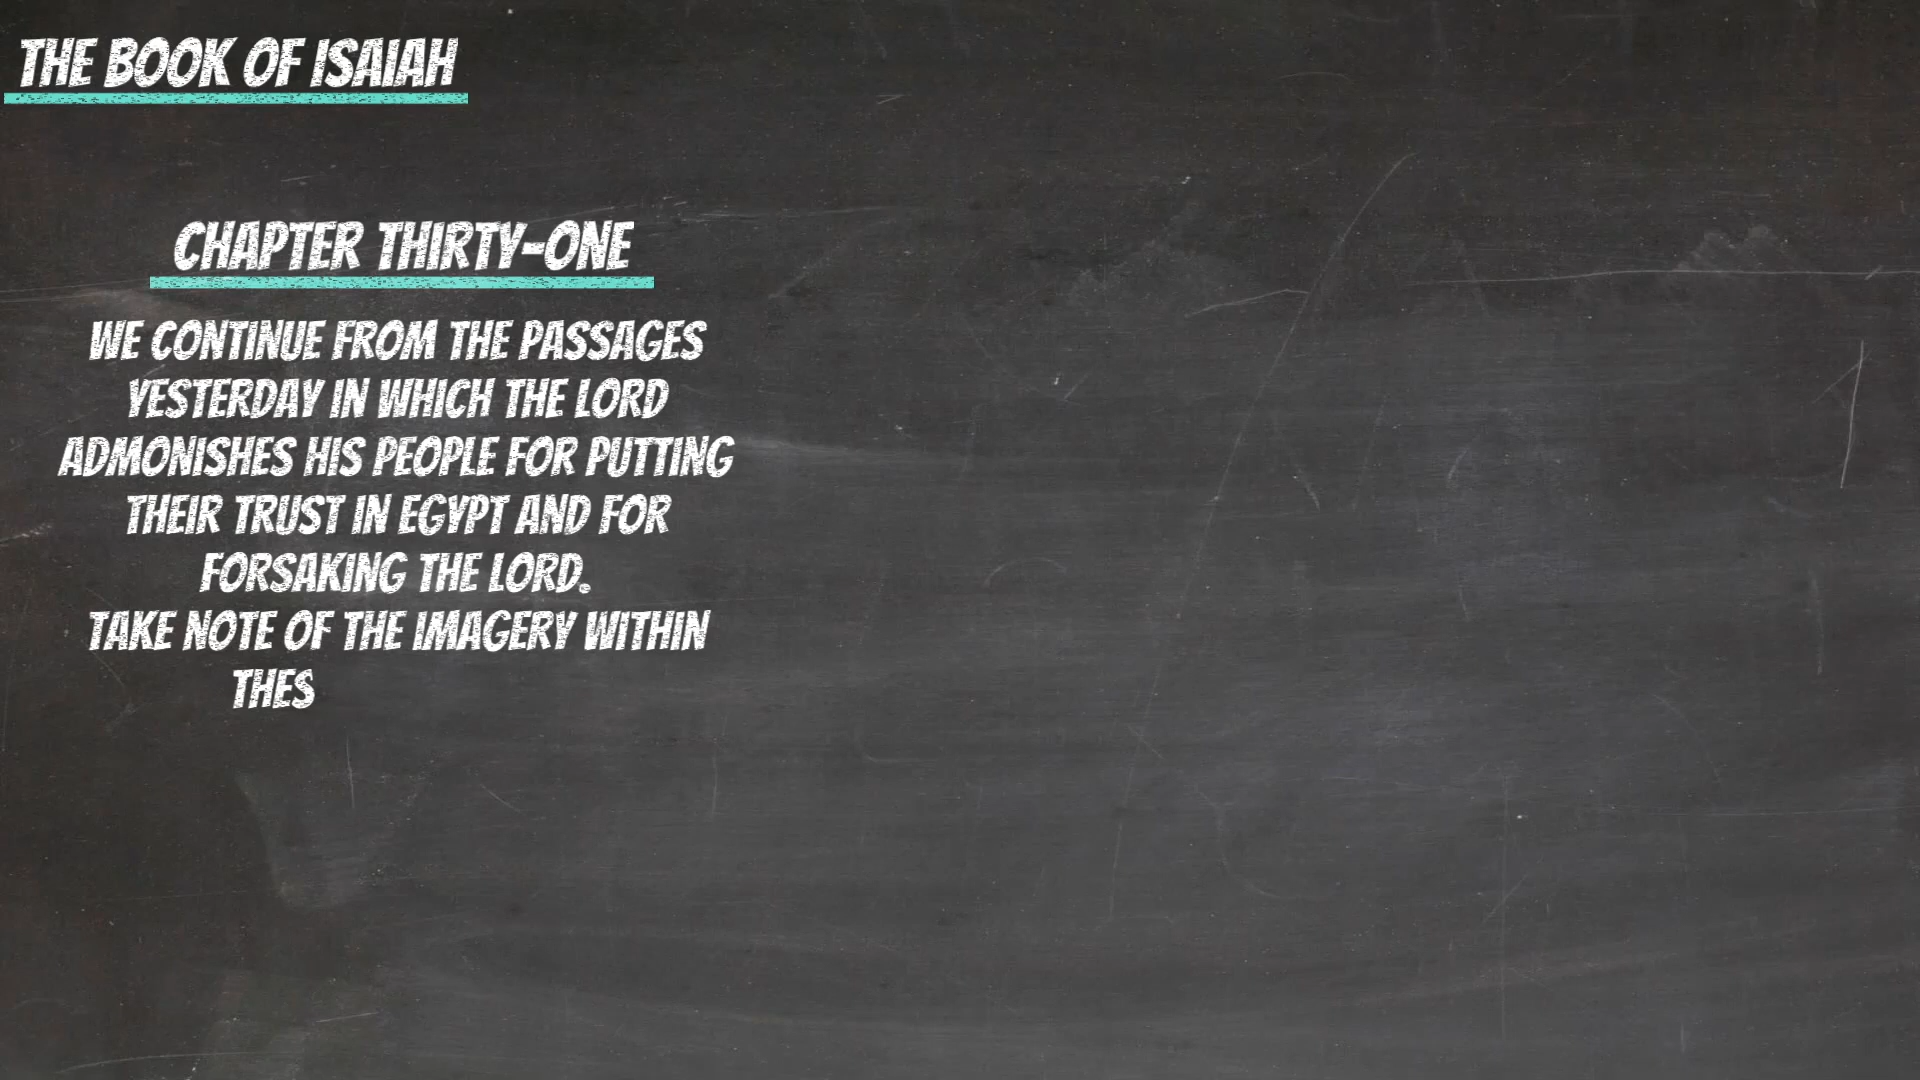 THE BOOK OF ISAIAH
CHAPTER THIRTY-ONE
WE CONTINUE FROM THE PASSAGES
YESTERDAY IN WHICH THE LORD
ADMONISHES HIS PEOPLE FOR PUTTING
THEIR TRUST IN EGYPT AND FOR
FORSAKING THE LORD.
TAKE NOTE OF THE IMAGERY WITHIN
THES